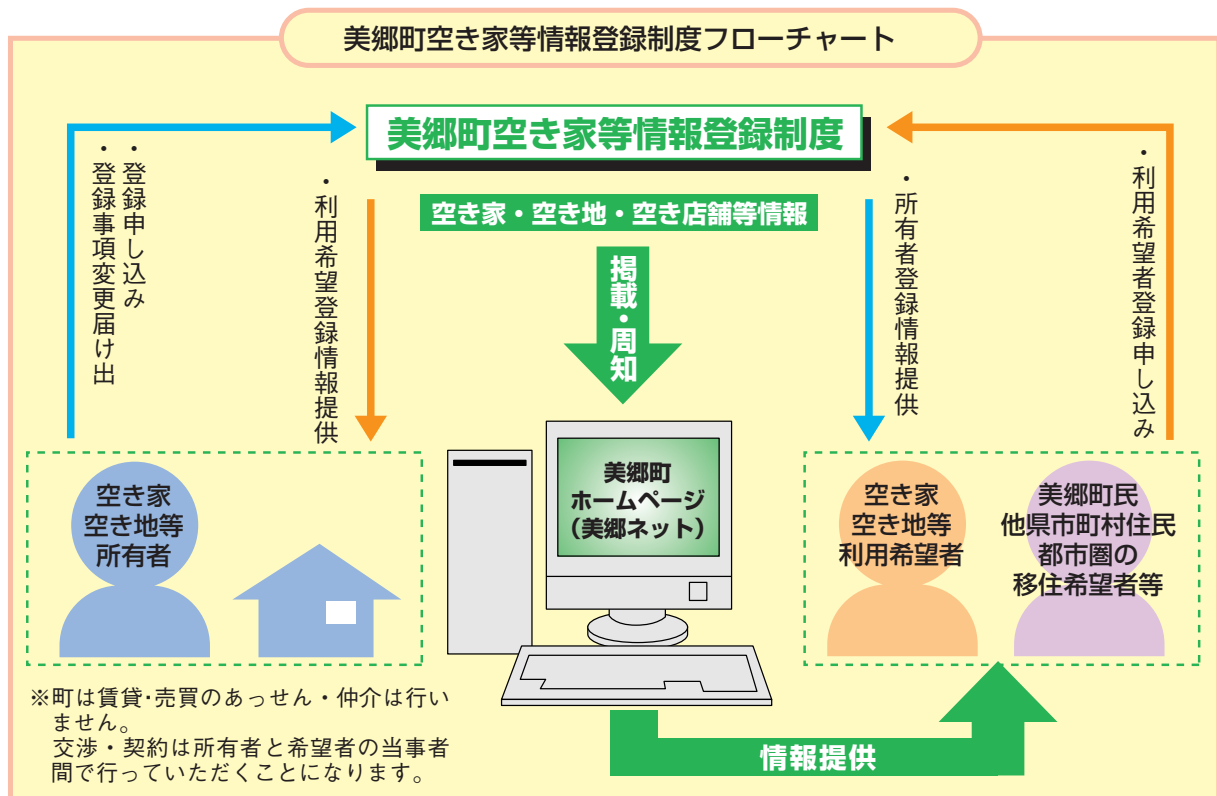 美郷町空き家等情報登録制度フローチャート
美郷町空き家等情報登録制度
・登録申し込み
・登録事項変更届け出
・利用希望登録情報提供
空き家・空き地・空き店舗等情報
掲載・周知
・所有者登録情報提供
・利用希望者登録申し込み
空き家
空き地等
所有者
美郷町
ホームページ
（美郷ネット）
空き家
空き地等
利用希望者
美郷町民
他県市町村住民
都市圏の
移住希望者等
※町は賃貸・売買のあっせん・仲介は行い
ません。
交渉・契約は所有者と希望者の当事者
間で行っていただくことになります。
情報提供